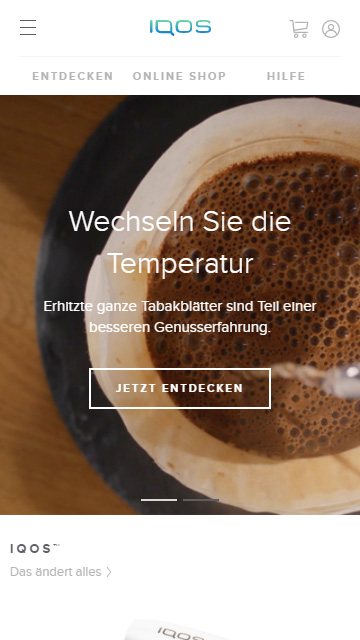 IQOS
ENTDECKEN ONLINE SHOP HILFE
Wechseln Sie die
Temperatur
Erhitzte ganze Tabakblätter sind Teil einer
besseren Genusserfahrung.
JETZT ENTDECKEN
IQOS™
Das ändert alles
IQOS